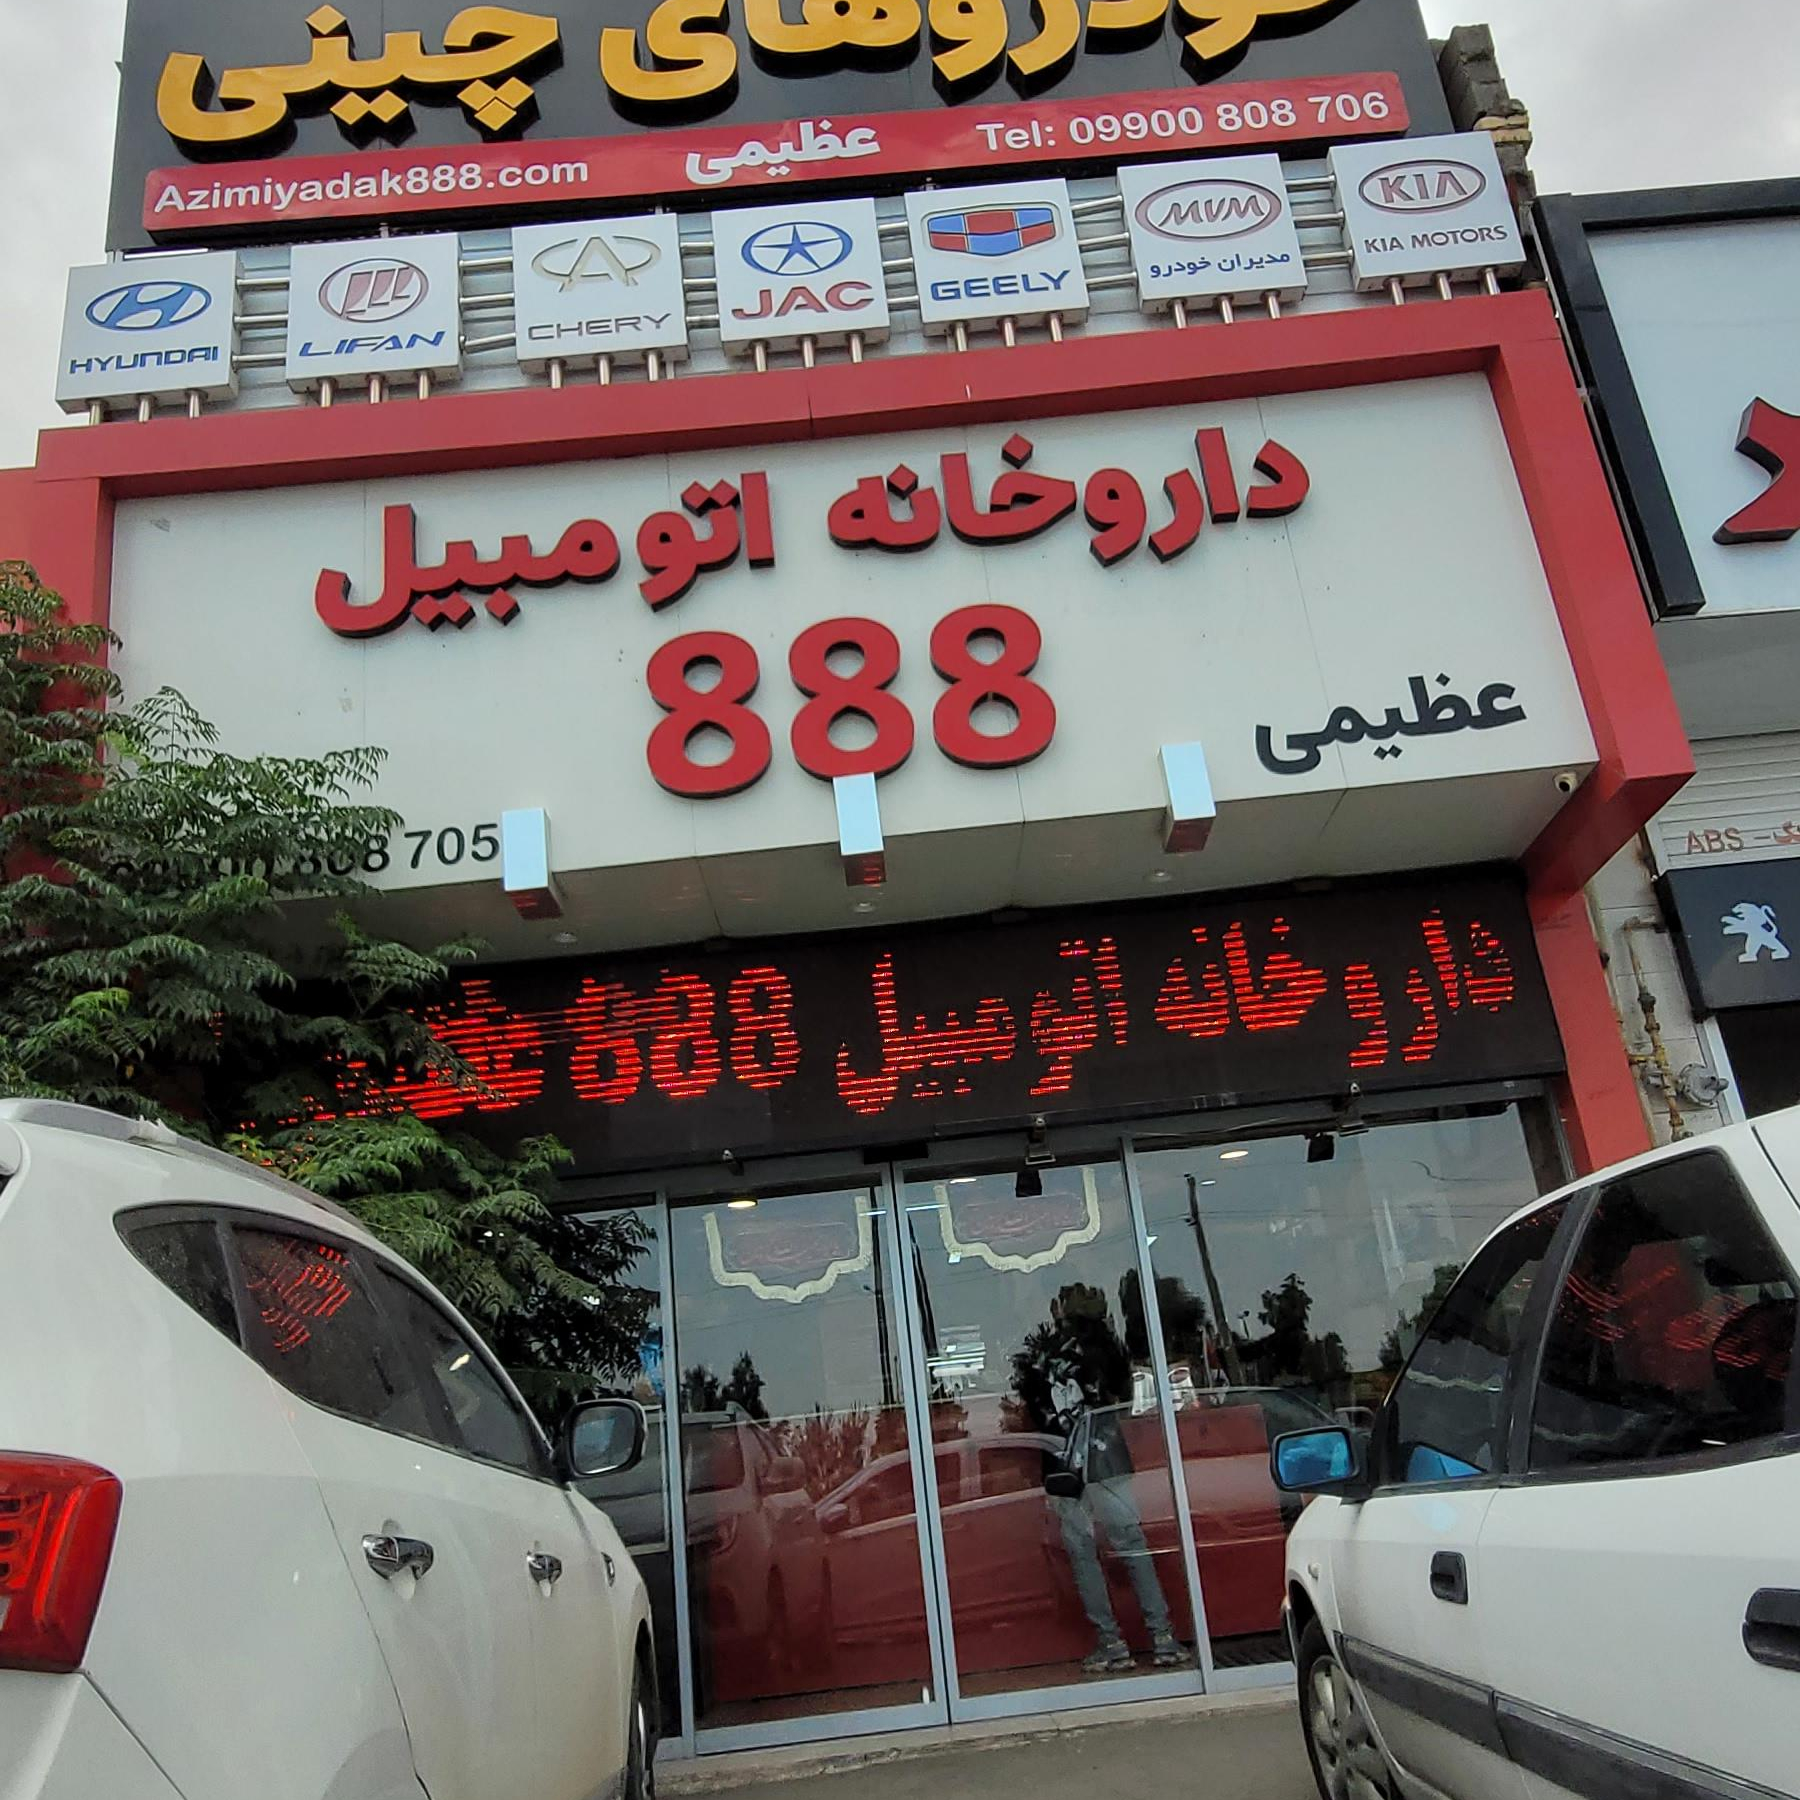 خودروهای چینی
Azimiyadak888.com
عظیمی
Tel: 09900 808 706
HYUNDAI
LIFAN
CHERY
JAC
GEELY
MVM
مدیران خودرو
KIA
KIA MOTORS
داروخانه اتومبیل
888
عظیمی
808 705
داروخانه اتومبیل 888
ABS -